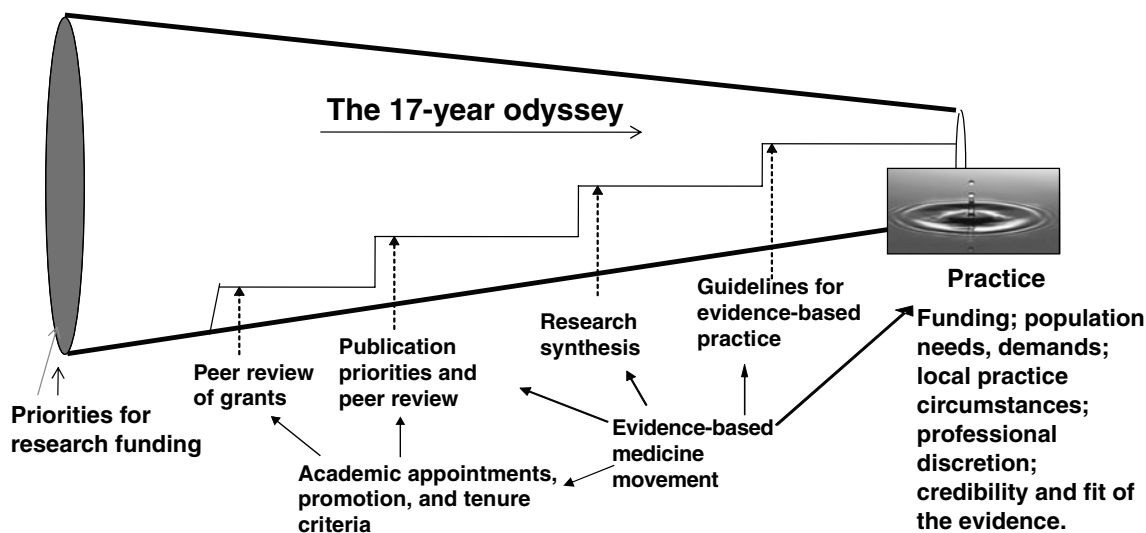 The 17-year odyssey
Practice
Guidelines for
evidence-based
practice
Research
synthesis
Publication
priorities and
peer review
Peer review
of grants
Priorities for
research funding
Funding; population
needs, demands;
local practice
circumstances;
professional
discretion;
credibility and fit of
the evidence.
Evidence-based
medicine
movement
Academic appointments,
promotion, and tenure
criteria